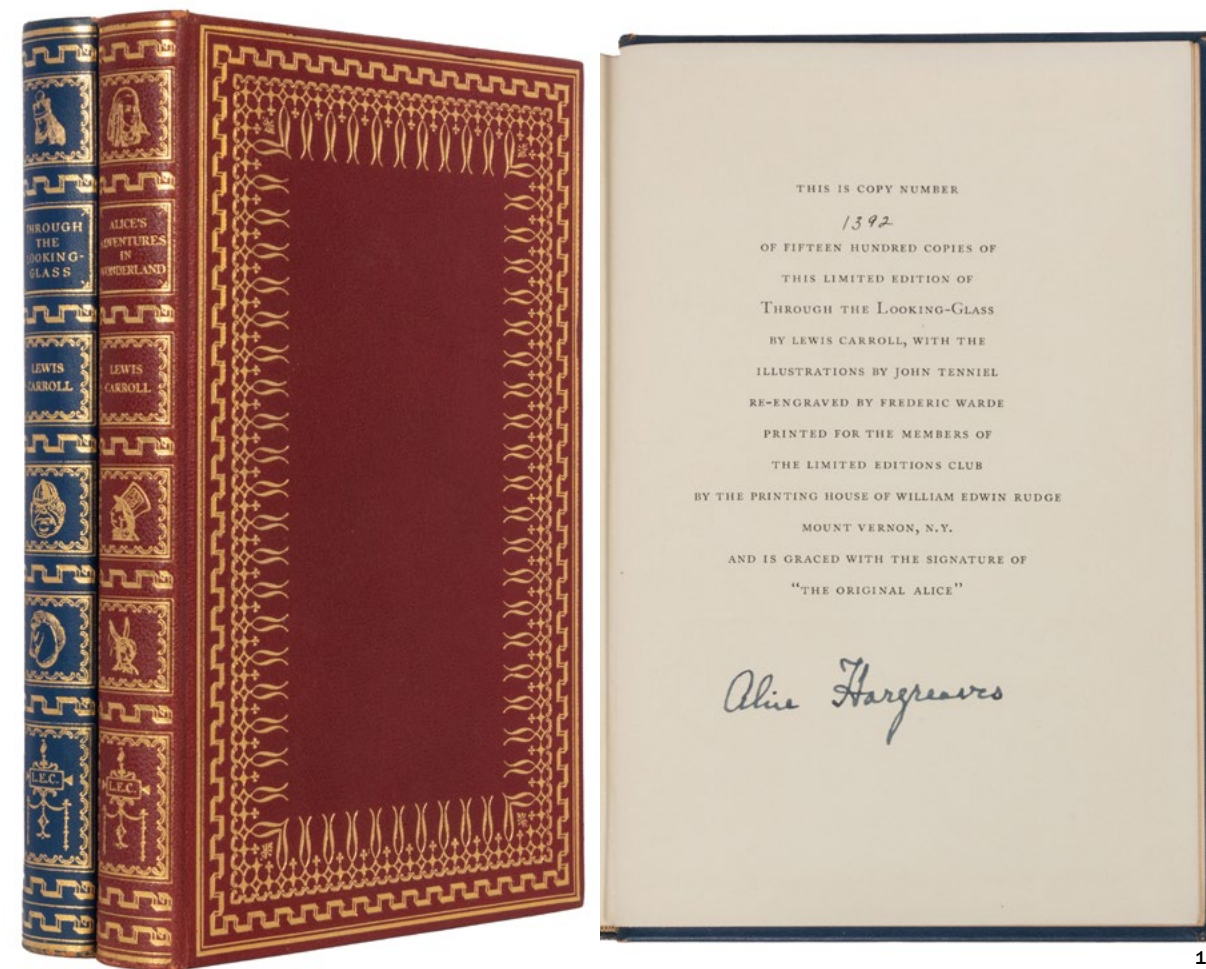 THROUGH
THE
LOOKING-
GLASS
LEWIS
CARROLL
L.E.C.
ALICE'S
ADVENTURES
IN
WONDERLAND
LEWIS
CARROLL
L.E.C.
THIS IS COPY NUMBER
1392
OF FIFTEEN HUNDRED COPIES OF
THIS LIMITED EDITION OF
THROUGH THE LOOKING-GLASS
BY LEWIS CARROLL, WITH THE
ILLUSTRATIONS BY JOHN TENNIEL
RE-ENGRAVED BY FREDERIC WARDE
PRINTED FOR THE MEMBERS OF
THE LIMITED EDITIONS CLUB
BY THE PRINTING HOUSE OF WILLIAM EDWIN RUDGE
MOUNT VERNON, N.Y.
AND IS GRACED WITH THE SIGNATURE OF
“THE ORIGINAL ALICE”
Alice Hargreaves
1